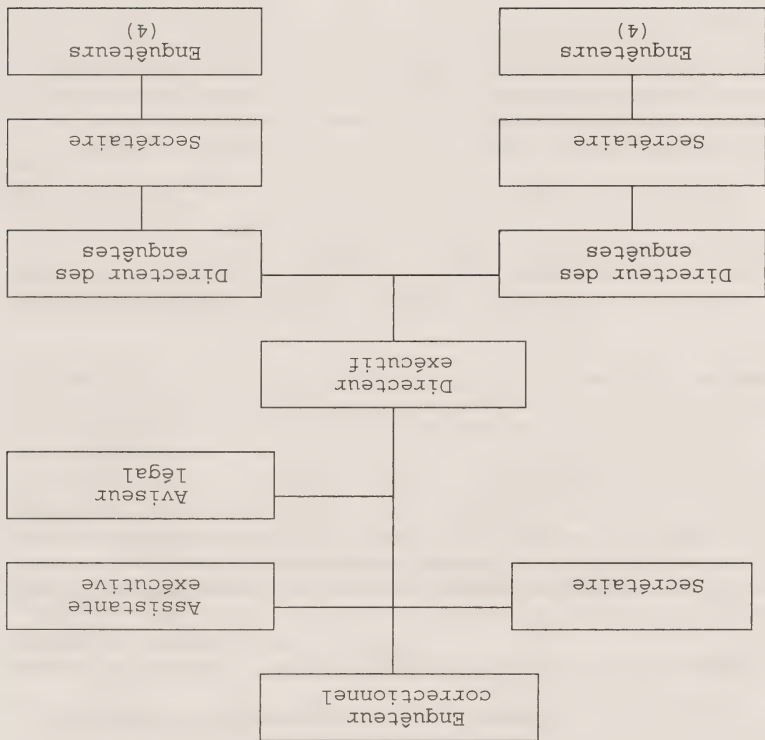 Enquêteur
correctionnel
Secrétaire
Assistante
exécutive
Aviseur
légal
Directeur
exécutif
Directeur des
enquêtes
Directeur des
enquêtes
Secrétaire
Secrétaire
Enquêteurs
(4)
Enquêteurs
(4)